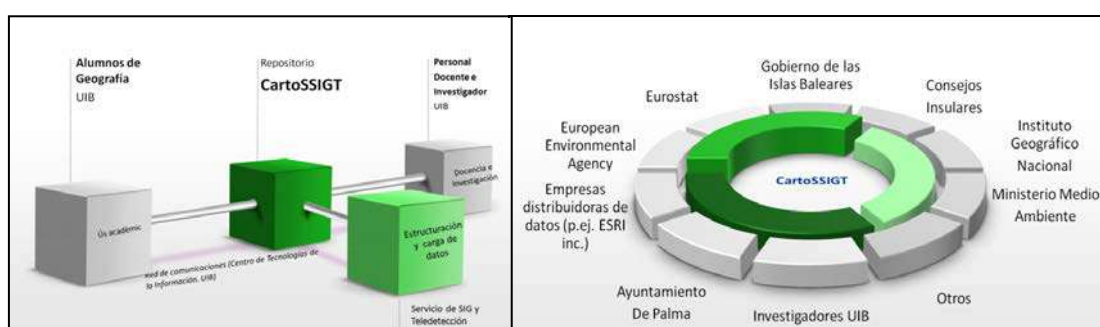 Alumnos de
Geografía
UIB
Repositorio
CartoSSIGT
Personal
Docente e
Investigador
UIB
Docencia e
Investigación
Ús acadèmic
Estructuración
y carga de
datos
Red de comunicaciones (Centro de Tecnologías de
la Información. UIB)
Servicio de SIG y
Teledetección
Gobierno de las
Islas Baleares
Eurostat
Consejos
Insulares
European
Environmental
Agency
Instituto
Geográfico
Nacional
CartoSSIGT
Empresas
distribuidoras de
datos (p.ej. ESRI
inc.)
Ministerio Medio
Ambiente
Ayuntamiento
De Palma
Investigadores UIB
Otros